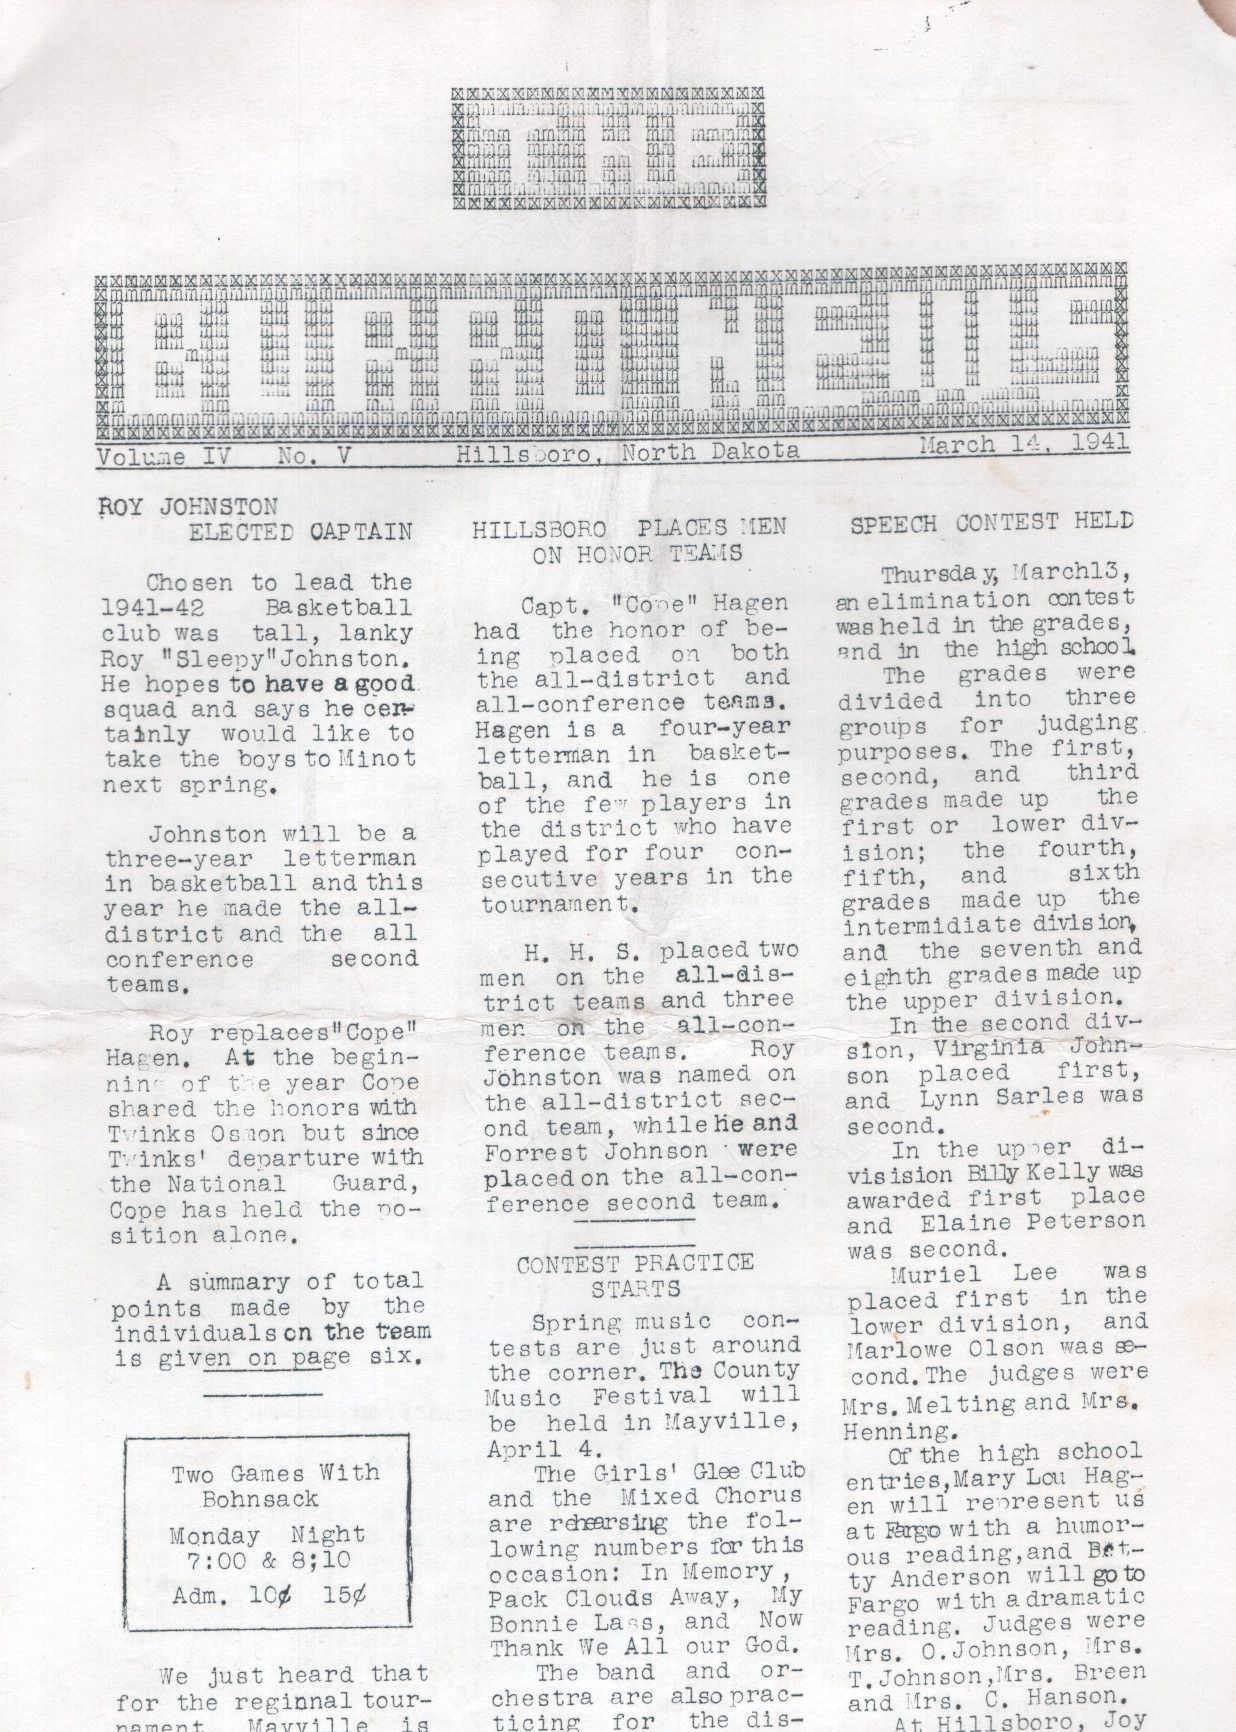 THE
BURRO NEWS
Volume IV No. V Hillsboro, North Dakota March 14, 1941
ROY JOHNSTON
ELECTED CAPTAIN
Chosen to lead the
1941-42 Basketball
club was tall, lanky
Roy "Sleepy"Johnston.
He hopes to have a good
squad and says he cer-
tainly would like to
take the boys to Minot
next spring.
Johnston will be a
three-year letterman
in basketball and this
year he made the all-
district and the all
conference second
teams.
Roy replaces"Cope"
Hagen. At the begin-
ning of the year Cope
shared the honors with
Twinks Osmon but since
Twinks' departure with
the National Guard,
Cope has held the po-
sition alone.
A summary of total
points made by the
individuals on the team
is given on page six.
Two Games With
Bohnsack
Monday Night
7:00 & 8;10
Adm. 10¢ 15¢
We just heard that
for the reginnal tour-
nament Mayville is
HILLSBORO PLACES MEN
ON HONOR TEAMS
Capt. "Cope" Hagen
had the honor of be-
ing placed on both
the all-district and
all-conference teams.
Hagen is a four-year
letterman in basket-
ball, and he is one
of the few players in
the district who have
played for four con-
secutive years in the
tournament.
H. H. S. placed two
men on the all-dis-
trict teams and three
men on the all-con-
ference teams. Roy
Johnston was named on
the all-district sec-
ond team, while he and
Forrest Johnson were
placed on the all-con-
ference second team.
CONTEST PRACTICE
STARTS
Spring music con-
tests are just around
the corner. The County
Music Festival will
be held in Mayville,
April 4.
The Girls' Glee Club
and the Mixed Chorus
are rehearsing the fol-
lowing numbers for this
occasion: In Memory,
Pack Clouds Away, My
Bonnie Lass, and Now
Thank We All our God.
The band and or-
chestra are also prac-
ticing for the dis-
SPEECH CONTEST HELD
Thursday, March13,
an elimination contest
was held in the grades,
and in the high school.
The grades were
divided into three
groups for judging
purposes. The first,
second, and third
grades made up the
first or lower div-
ision; the fourth,
fifth, and sixth
grades made up the
intermidiate division,
and the seventh and
eighth grades made up
the upper division.
In the second div-
sion, Virginia John-
son placed first,
and Lynn Sarles was
second.
In the upper di-
visision Billy Kelly was
awarded first place
and Elaine Peterson
was second.
Muriel Lee was
placed first in the
lower division, and
Marlowe Olson was se-
cond. The judges were
Mrs. Melting and Mrs.
Henning.
Of the high school
entries,Mary Lou Hag-
en will represent us
at Fargo with a humor-
ous reading,and Bet-
ty Anderson will go to
Fargo with a dramatic
reading. Judges were
Mrs. O.Johnson, Mrs.
T.Johnson,Mrs. Breen
and Mrs. C. Hanson.
At Hillsboro, Joy